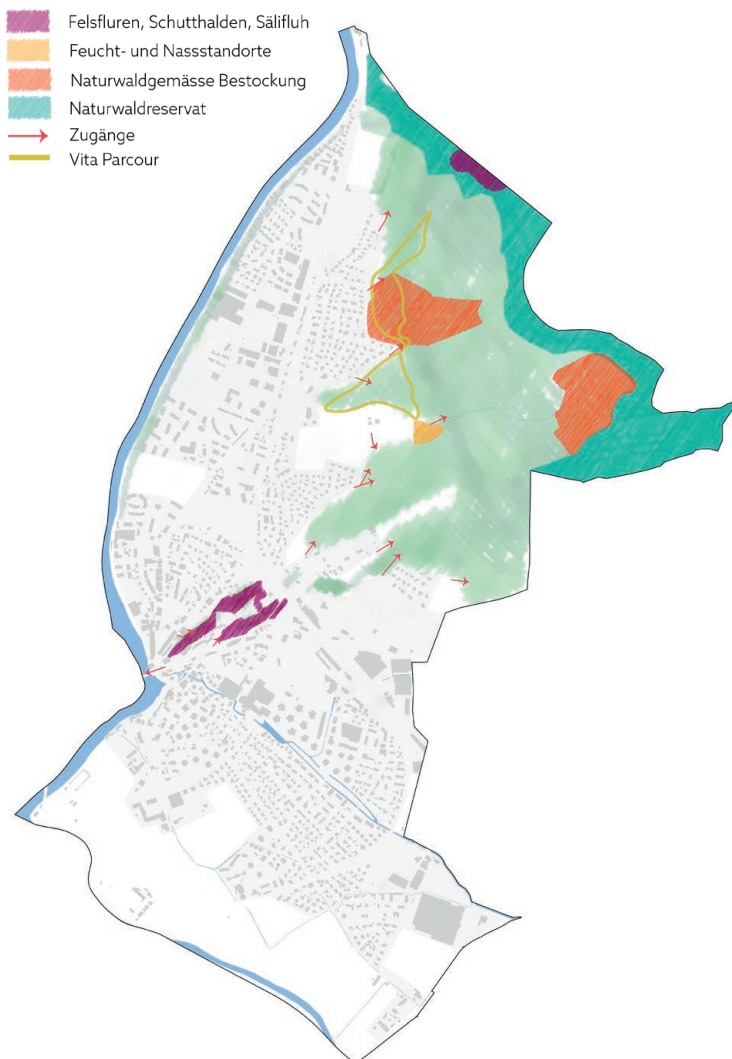 Felsfluren, Schutthalden, Sälifluh
Feucht- und Nassstandorte
Naturwaldgemässe Bestockung
Naturwaldreservat
Zugänge
Vita Parcour